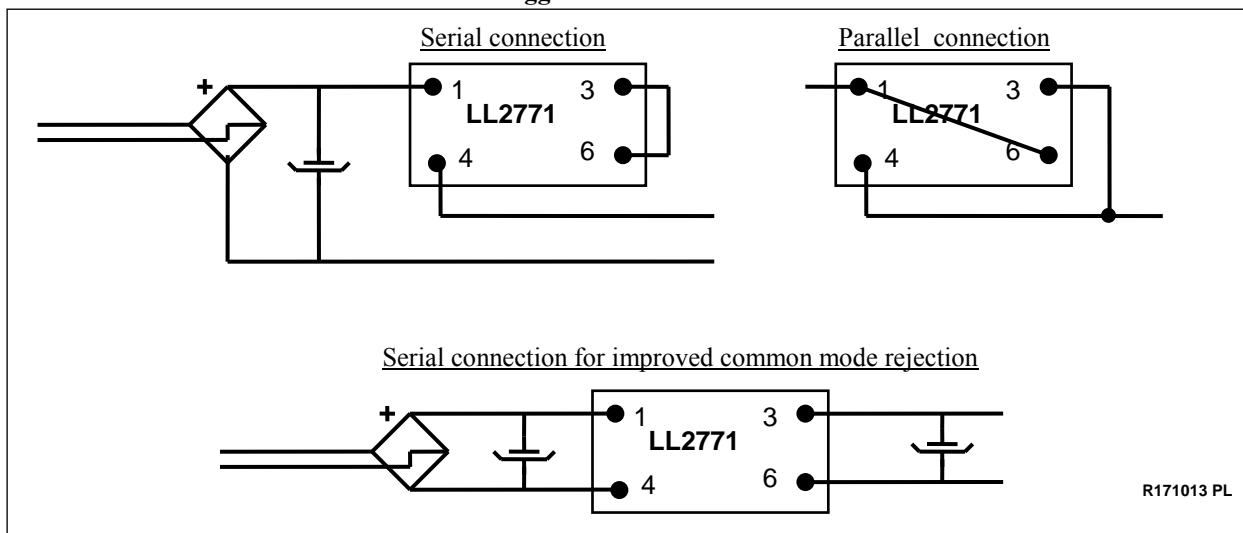 Serial connection
Parallel connection
+
1
3
LL2771
4
6
1
3
LL2771
4
6
Serial connection for improved common mode rejection
+
1
3
LL2771
4
6
R171013 PL